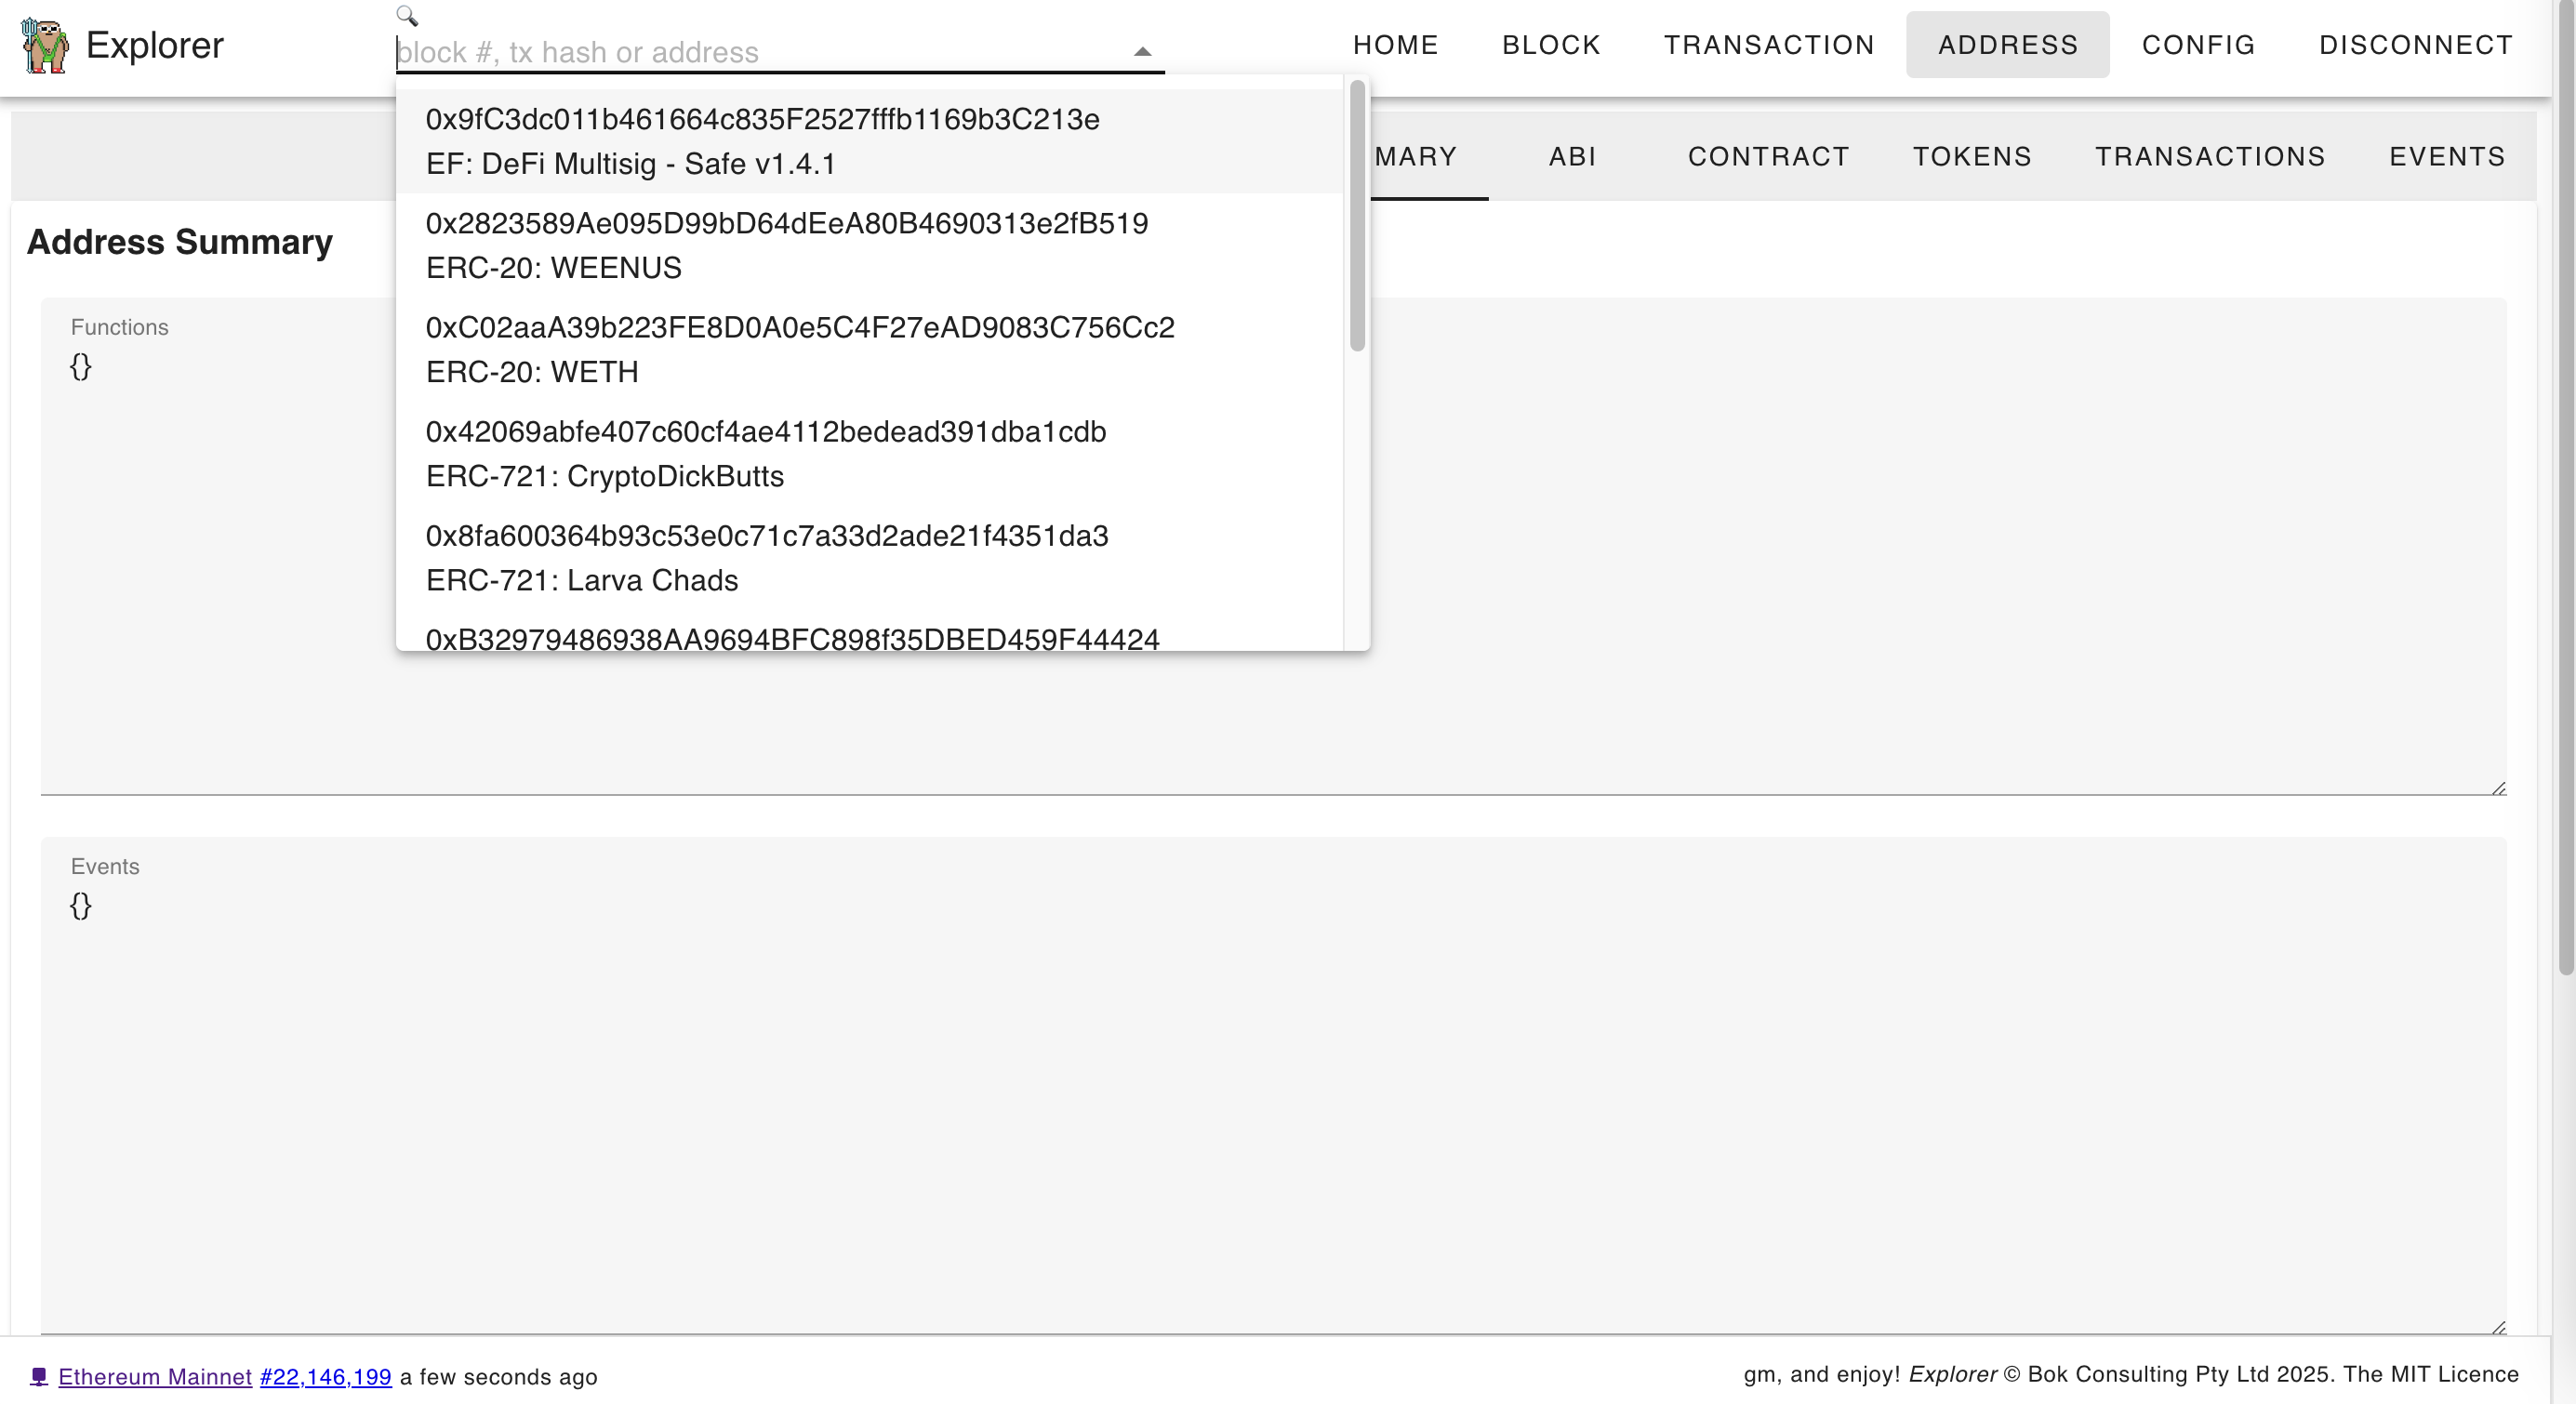 Explorer
block #, tx hash or address
HOME
BLOCK
TRANSACTION
ADDRESS
CONFIG
DISCONNECT
0x9fC3dc011b461664c835F2527fffb1169b3C213e
EF: DeFi Multisig - Safe v1.4.1
0x2823589Ae095D99bD64dEeA80B4690313e2fB519
ERC-20: WEENUS
0xC02aaA39b223FE8D0A0e5C4F27eAD9083C756Cc2
ERC-20: WETH
0x42069abfe407c60cf4ae4112bedead391dba1cdb
ERC-721: CryptoDickButts
0x8fa600364b93c53e0c71c7a33d2ade21f4351da3
ERC-721: Larva Chads
0xB32979486938AA9694BFC898f35DBED459F44424
MARY
ABI
CONTRACT
TOKENS
TRANSACTIONS
EVENTS
Address Summary
Functions
{}
Events
{}
Ethereum Mainnet #22,146,199 a few seconds ago
gm, and enjoy! Explorer © Bok Consulting Pty Ltd 2025. The MIT Licence